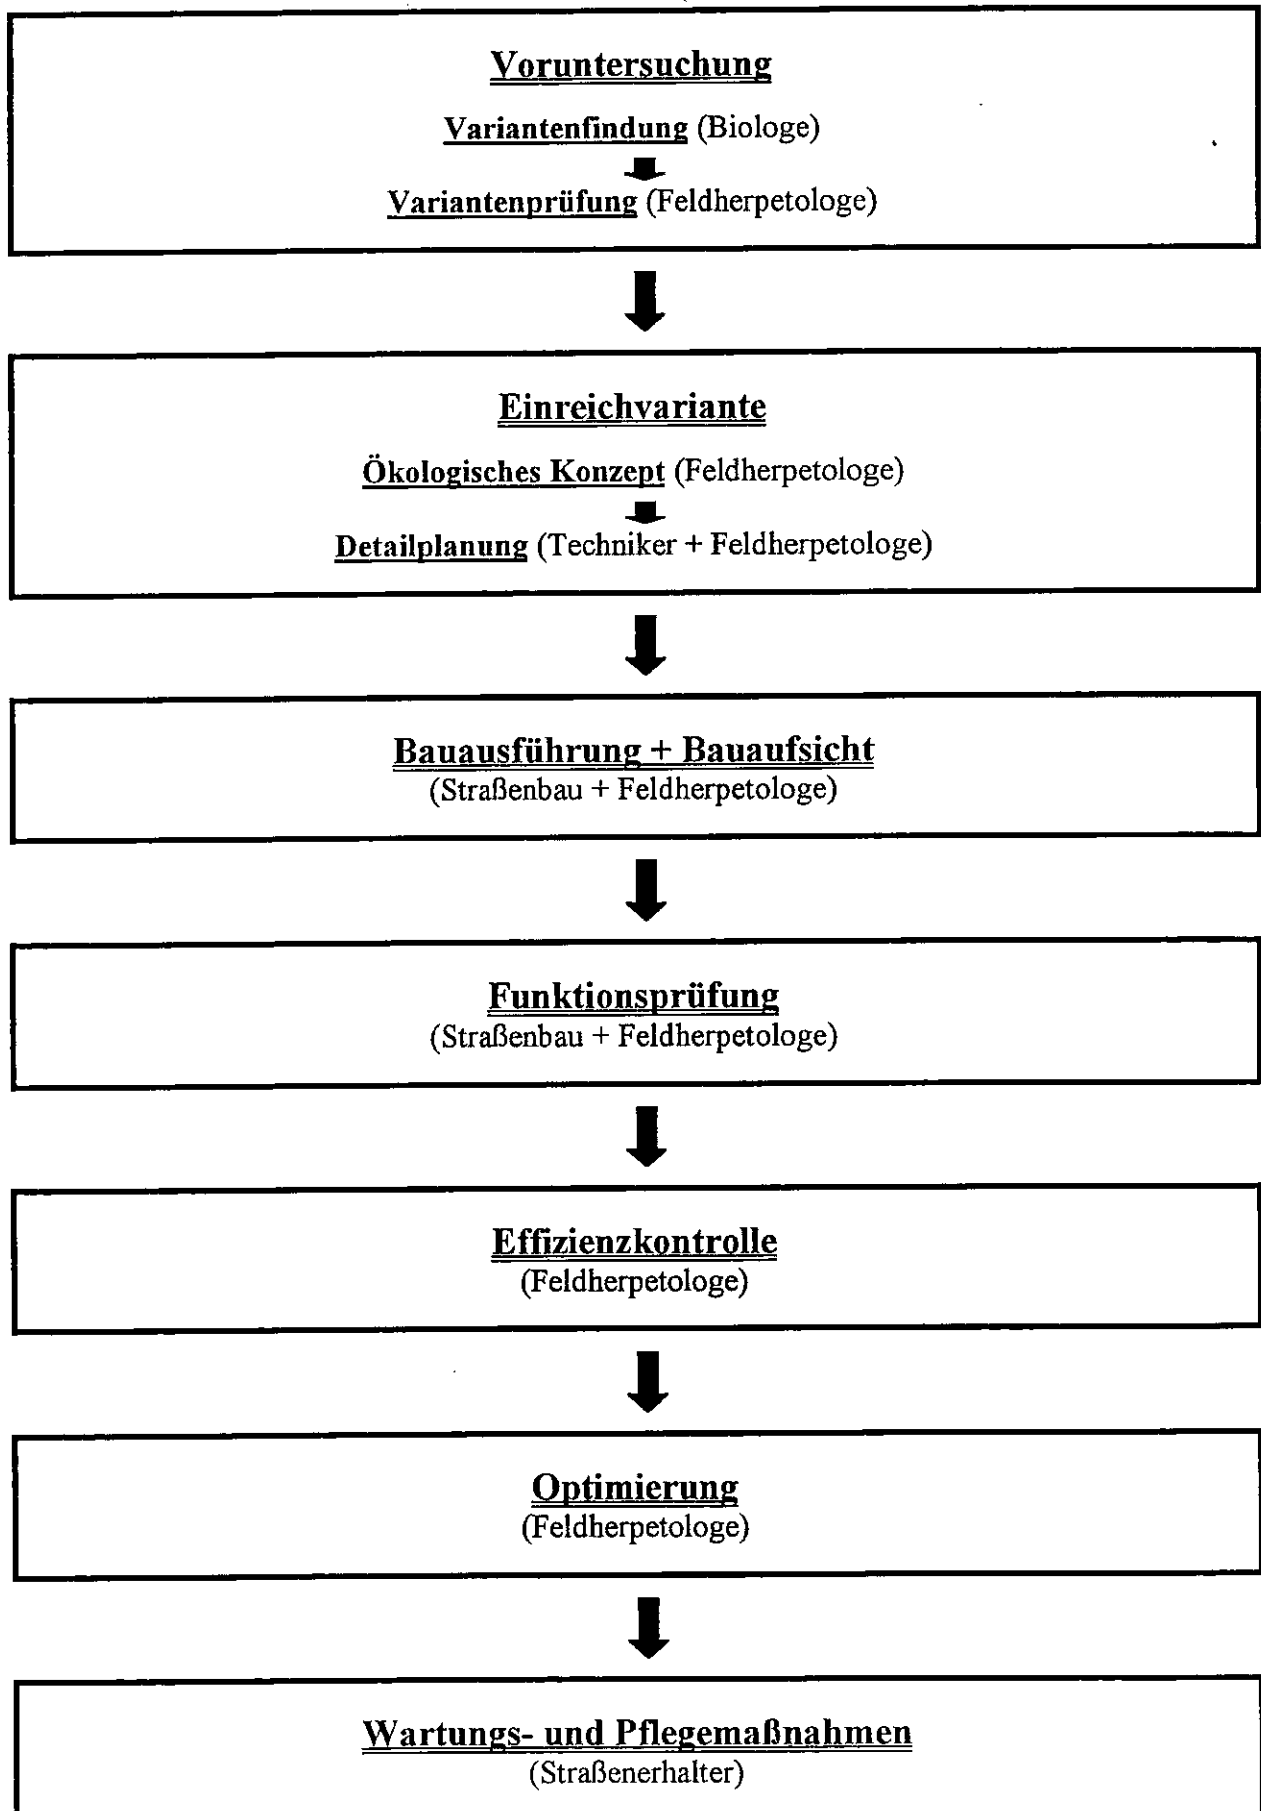 Voruntersuchung
Variantenfindung (Biologe)
Variantenprüfung (Feldherpetologe)
Einreichvariante
Ökologisches Konzept (Feldherpetologe)
Detailplanung (Techniker + Feldherpetologe)
Bauausführung + Bauaufsicht
(Straßenbau + Feldherpetologe)
Funktionsprüfung
(Straßenbau + Feldherpetologe)
Effizienzkontrolle
(Feldherpetologe)
Optimierung
(Feldherpetologe)
Wartungs- und Pflegemaßnahmen
(Straßenerhalter)